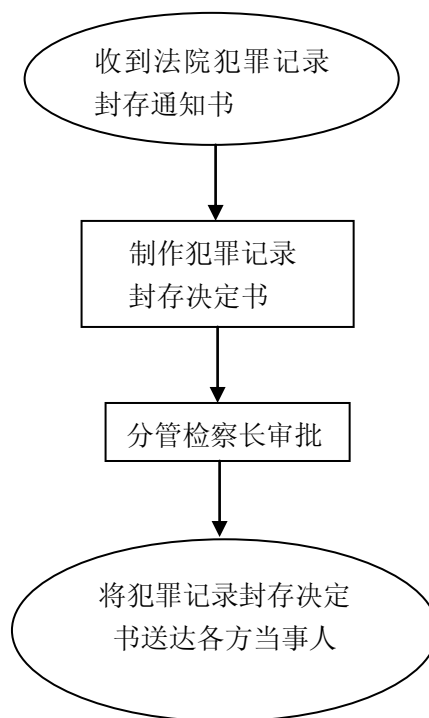 收到法院犯罪记录
封存通知书
制作犯罪记录
封存决定书
分管检察长审批
将犯罪记录封存决定
书送达各方当事人